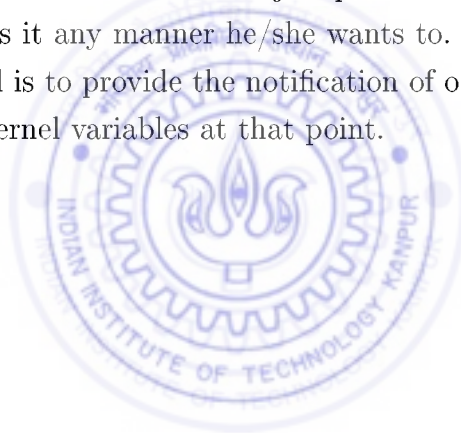 s it any manner he/she wants to.
l is to provide the notification of o
ernel variables at that point.
INDIAN INSTITUTE OF TECHNOLOGY KANPUR